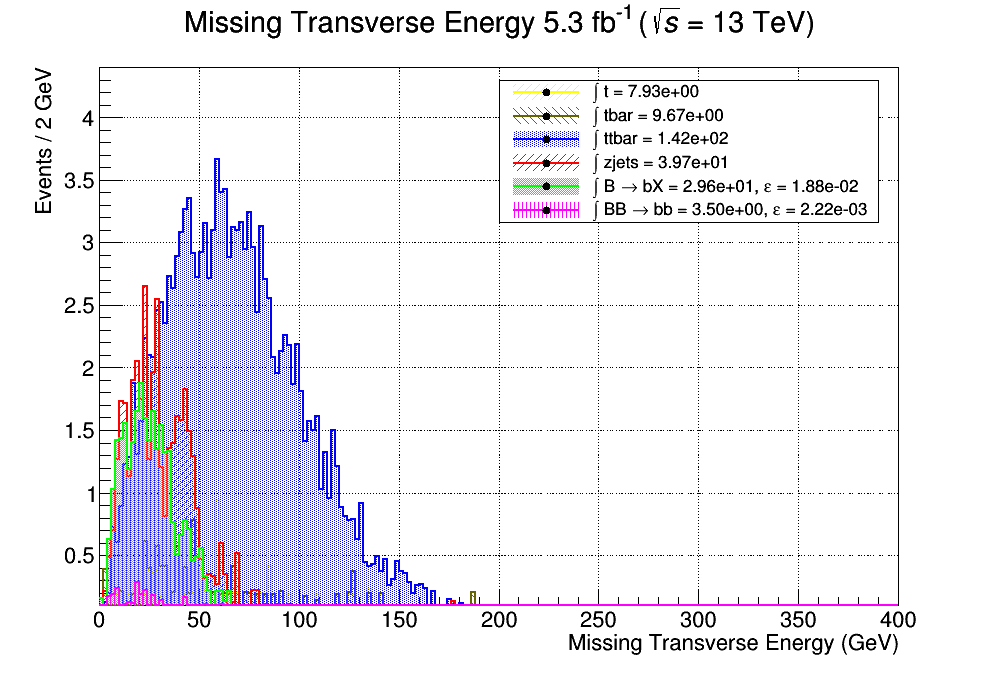 Missing Transverse Energy 5.3 fb⁻¹ (√s = 13 TeV)
Events / 2 GeV
∫ t = 7.93e+00
∫ tbar = 9.67e+00
∫ ttbar = 1.42e+02
∫ zjets = 3.97e+01
∫ B → bX = 2.96e+01, ε = 1.88e-02
∫ BB → bb = 3.50e+00, ε = 2.22e-03
4
3.5
3
2.5
2
1.5
1
0.5
0 50 100 150 200 250 300 350 400
Missing Transverse Energy (GeV)